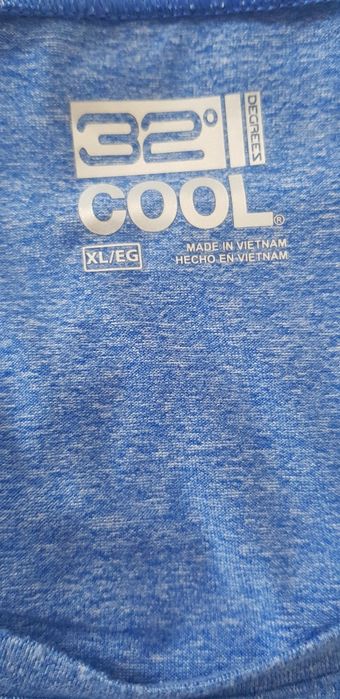 32° DEGREES
COOL®
XL/EG
MADE IN VIETNAM
HECHO EN VIETNAM